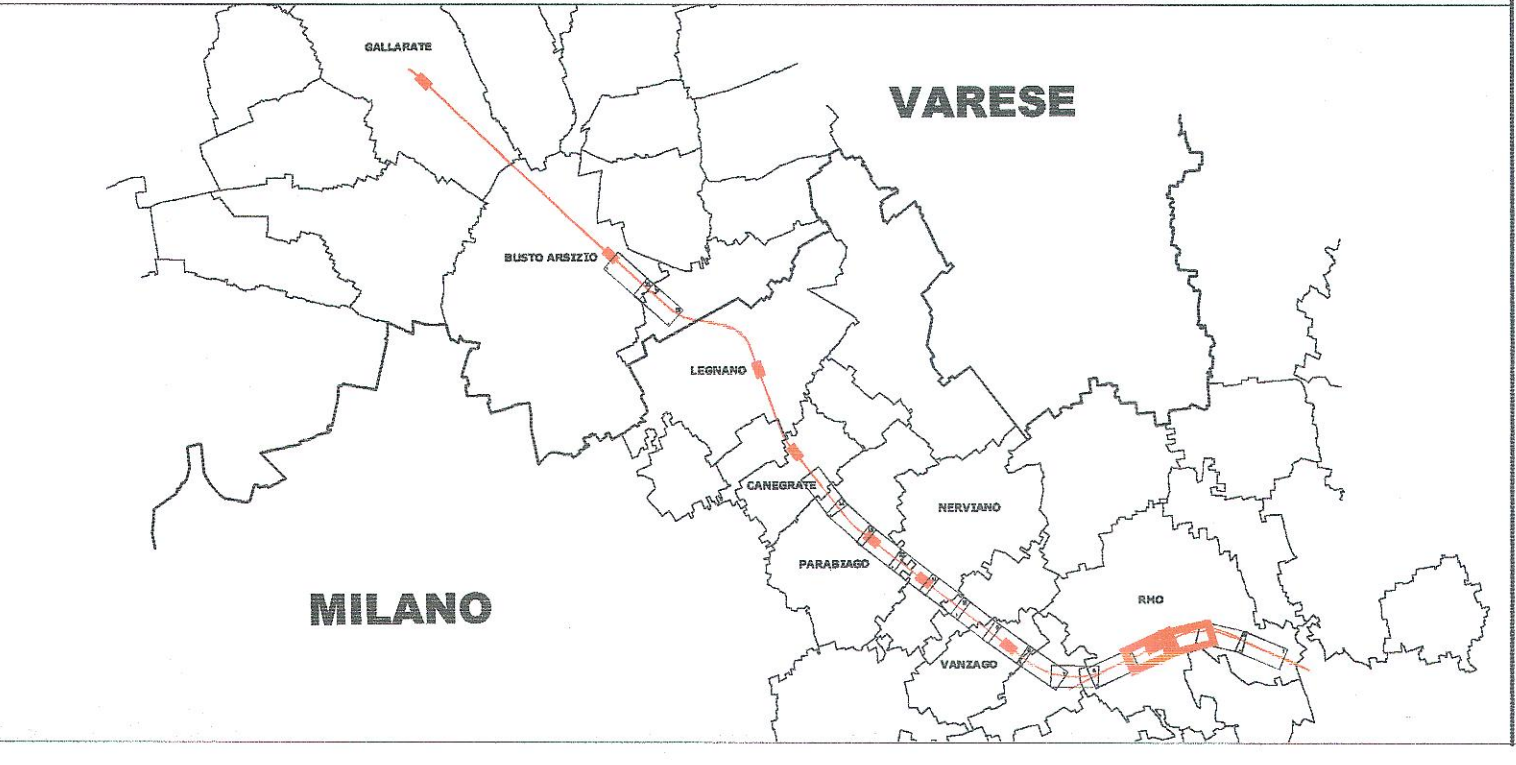 GALLARATE
VARESE
BUSTO ARSIZIO
LEGNANO
CANEGRATE
NERVIANO
PARABIAGO
RHO
MILANO
VANZAGO